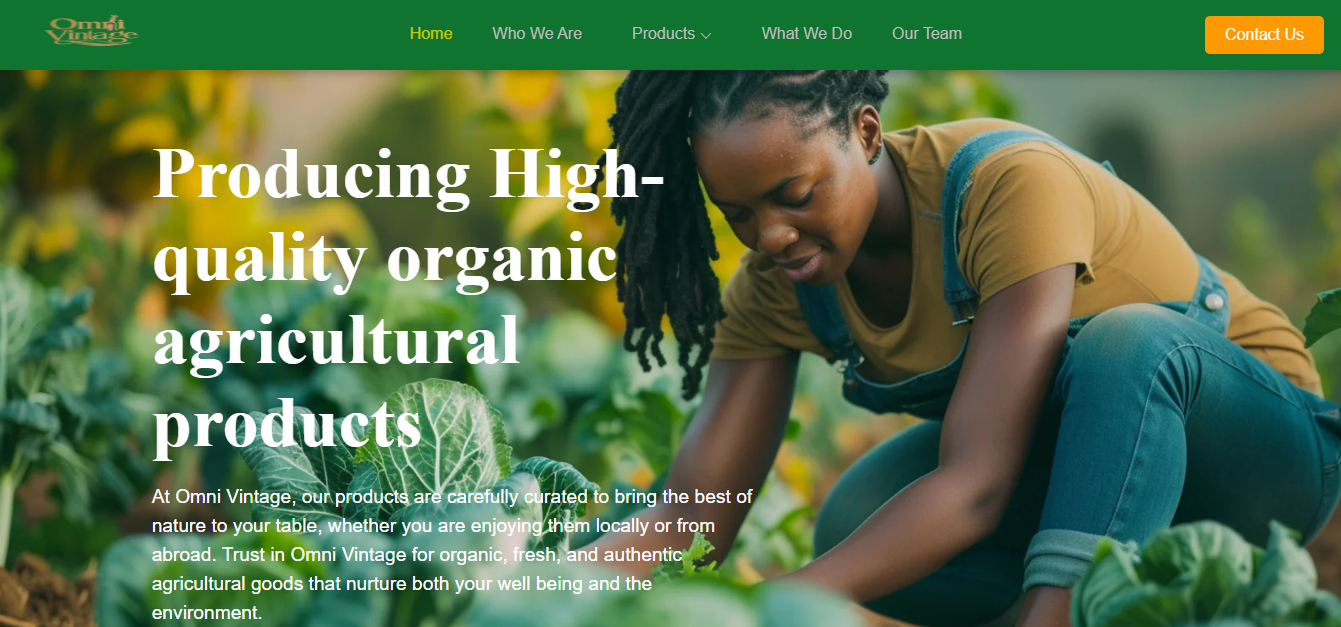 Omni
Vintage
Home Who We Are Products What We Do Our Team Contact Us
Producing High-
quality organic
agricultural
products
At Omni Vintage, our products are carefully curated to bring the best of
nature to your table, whether you are enjoying them locally or from
abroad. Trust in Omni Vintage for organic, fresh, and authentic
agricultural goods that nurture both your well being and the
environment.